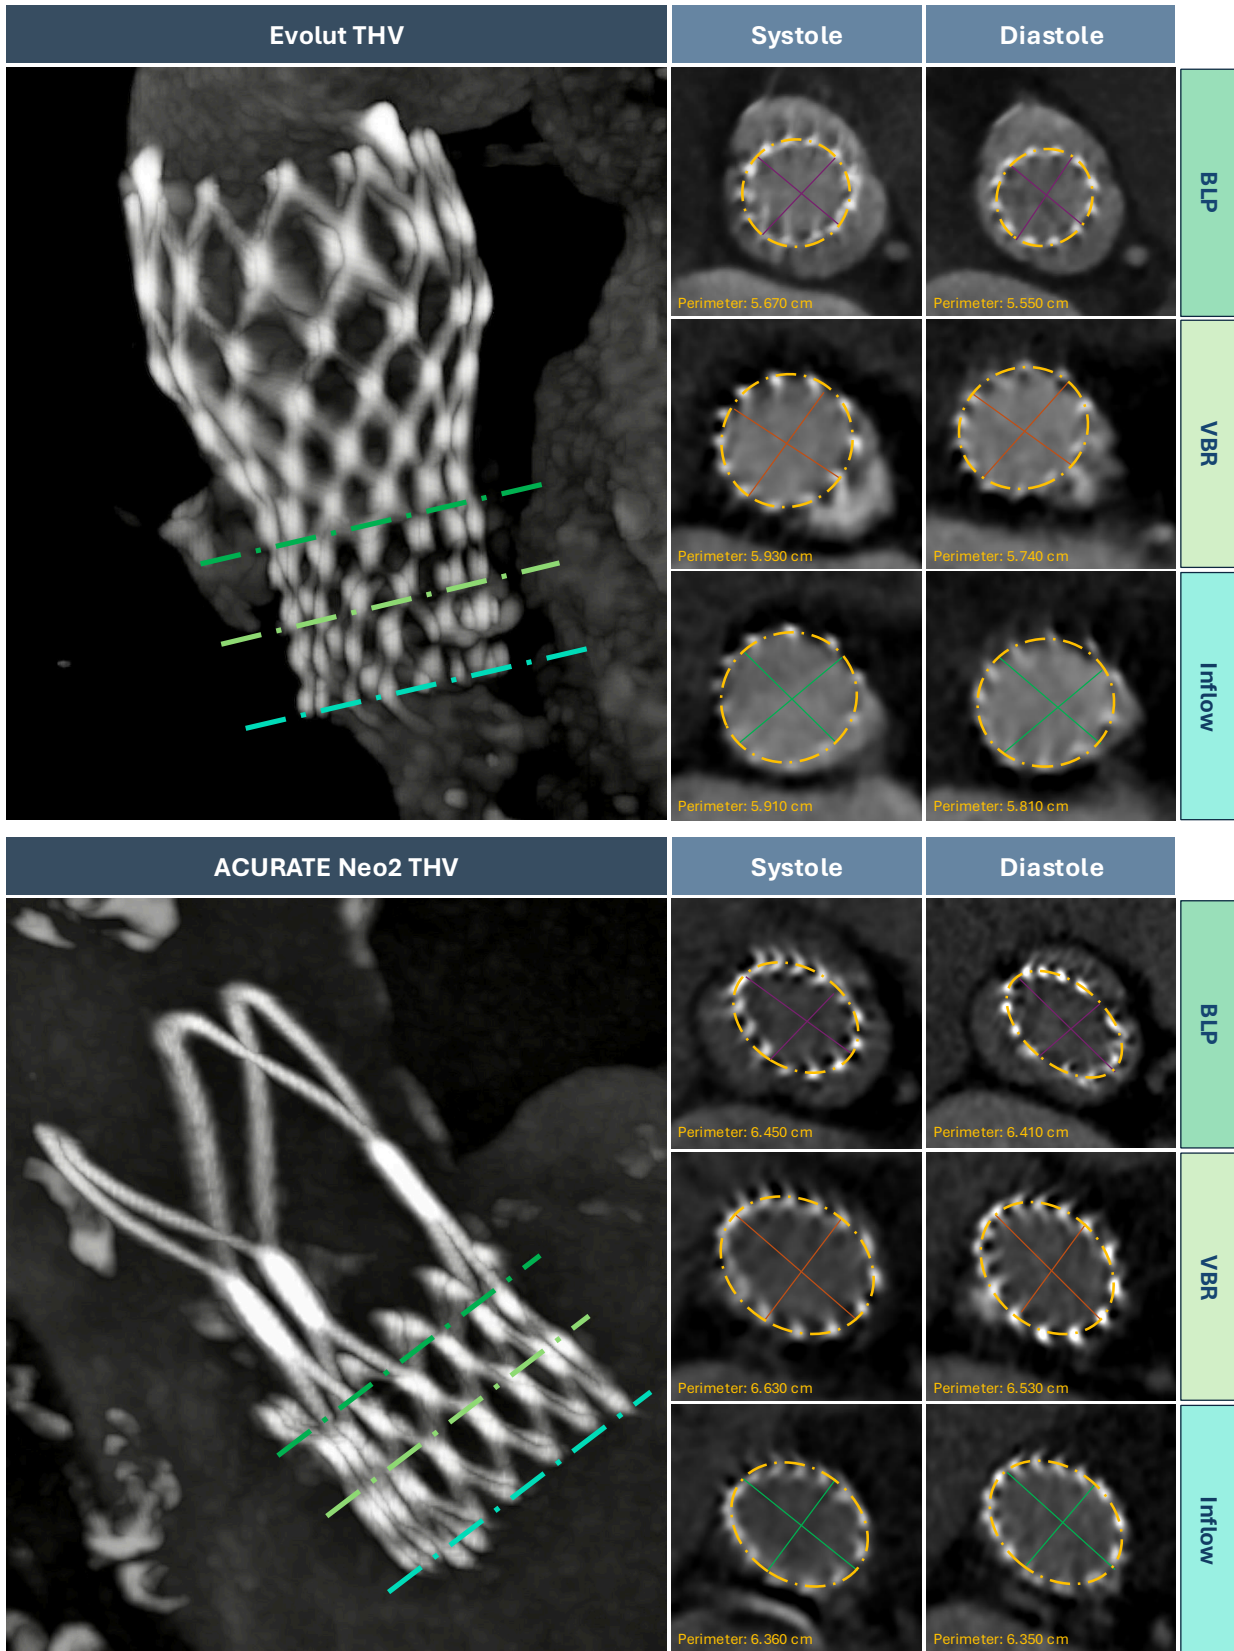 Evolut THV
Systole
Diastole
Perimeter: 5.670 cm
Perimeter: 5.550 cm
BLP
Perimeter: 5.930 cm
Perimeter: 5.740 cm
VBR
Perimeter: 5.910 cm
Perimeter: 5.810 cm
Inflow
ACURATE Neo2 THV
Systole
Diastole
Perimeter: 6.450 cm
Perimeter: 6.410 cm
BLP
Perimeter: 6.630 cm
Perimeter: 6.530 cm
VBR
Perimeter: 6.360 cm
Perimeter: 6.350 cm
Inflow